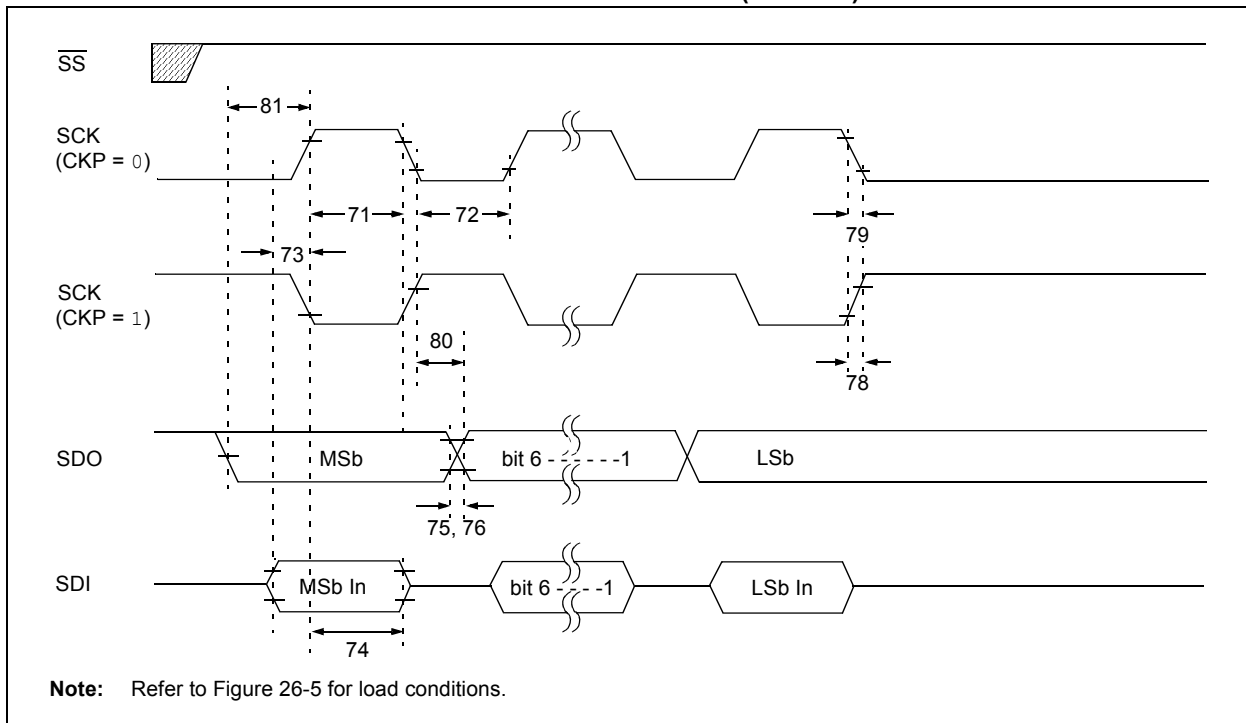 SS
81
SCK
(CKP = 0)
71
72
79
73
SCK
(CKP = 1)
80
78
SDO
MSb
bit 6 - - - - - -1
LSb
75, 76
SDI
MSb In
bit 6 - - - - -1
LSb In
74
Note: Refer to Figure 26-5 for load conditions.